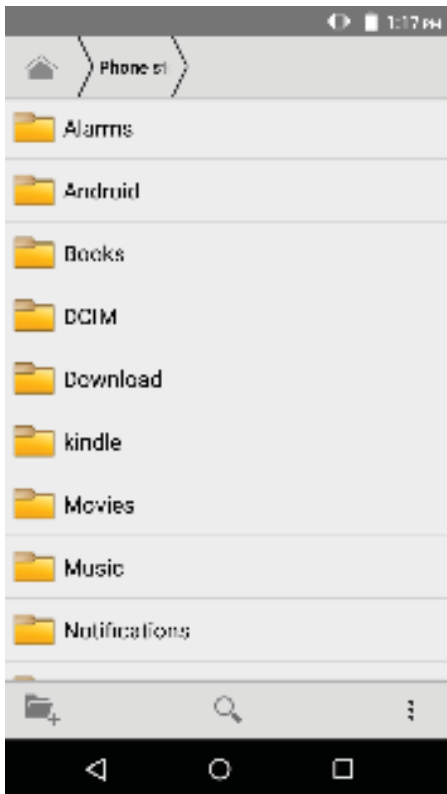 1:17 PM
Phone st
Alarms
Android
Books
DCIM
Download
kindle
Movies
Music
Notifications